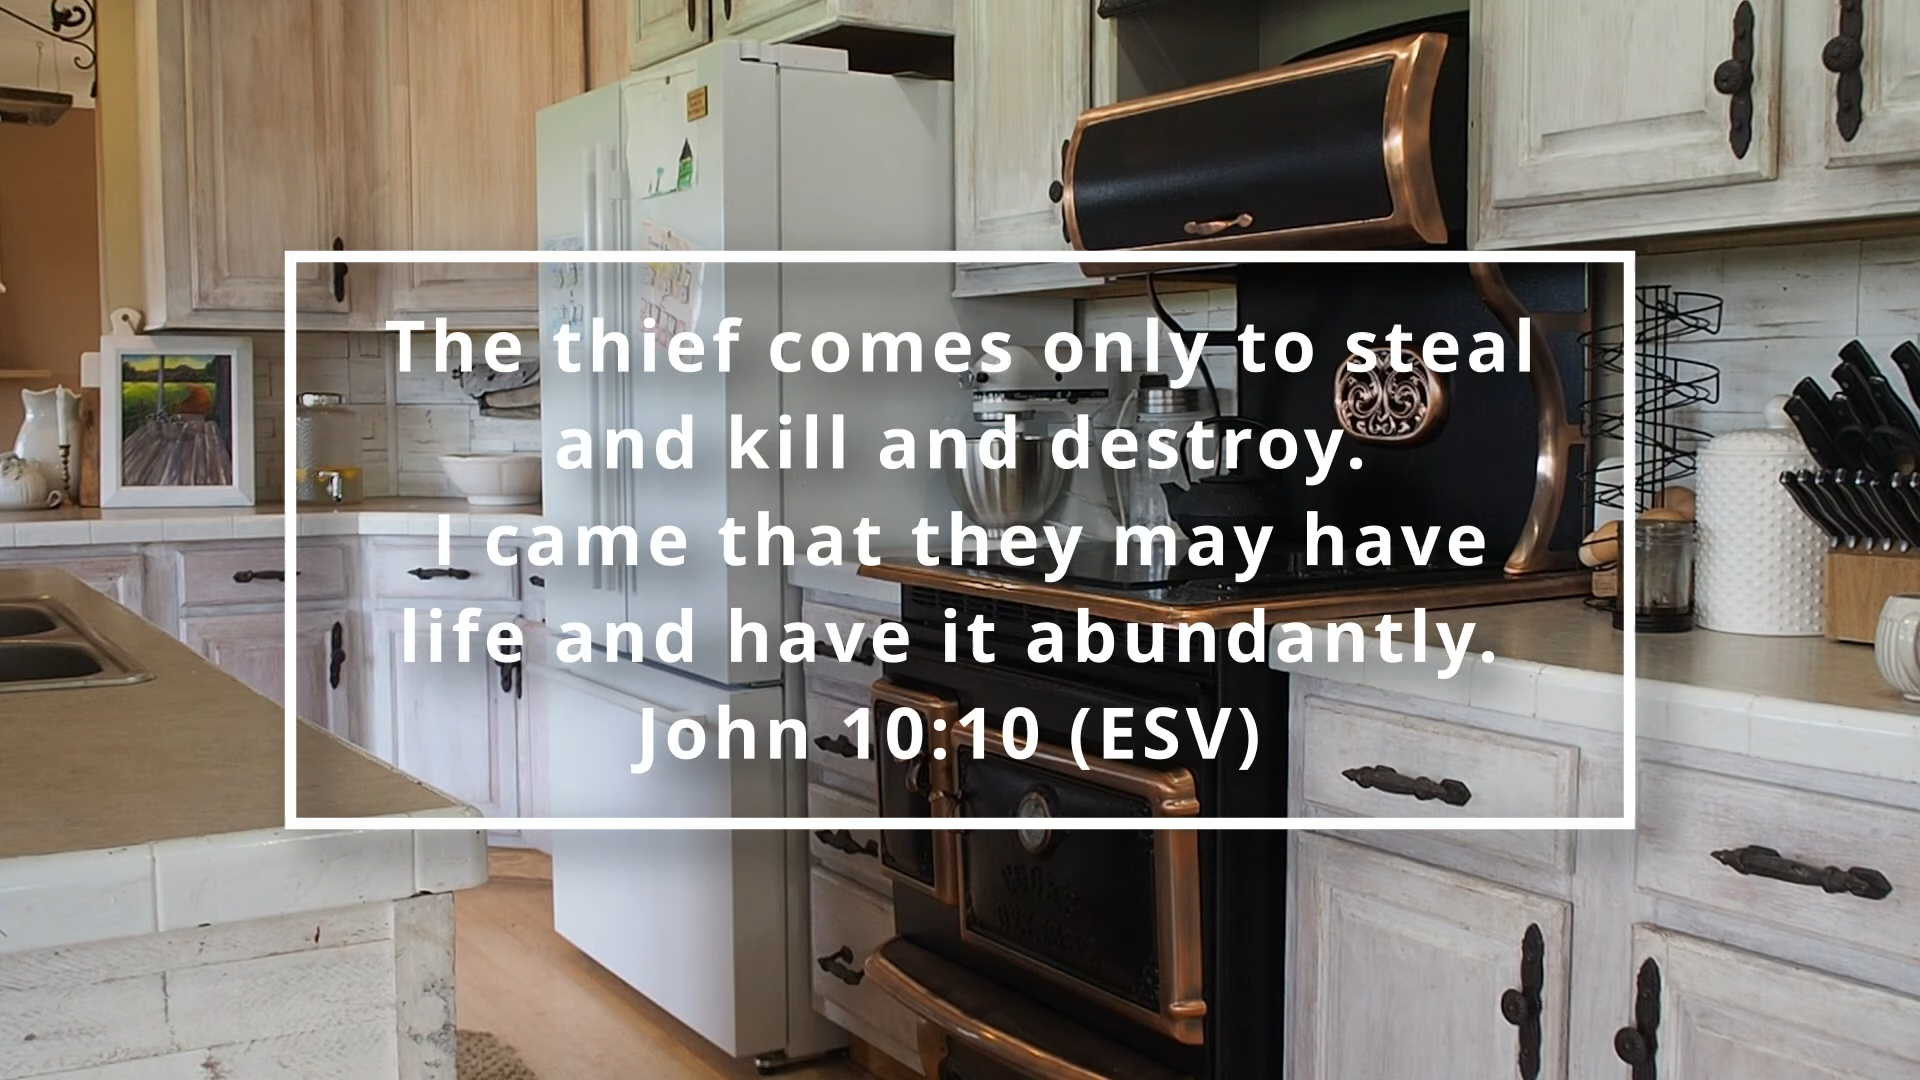 The thief comes only to steal
and kill and destroy.
I came that they may have
life and have it abundantly.
John 10:10 (ESV)